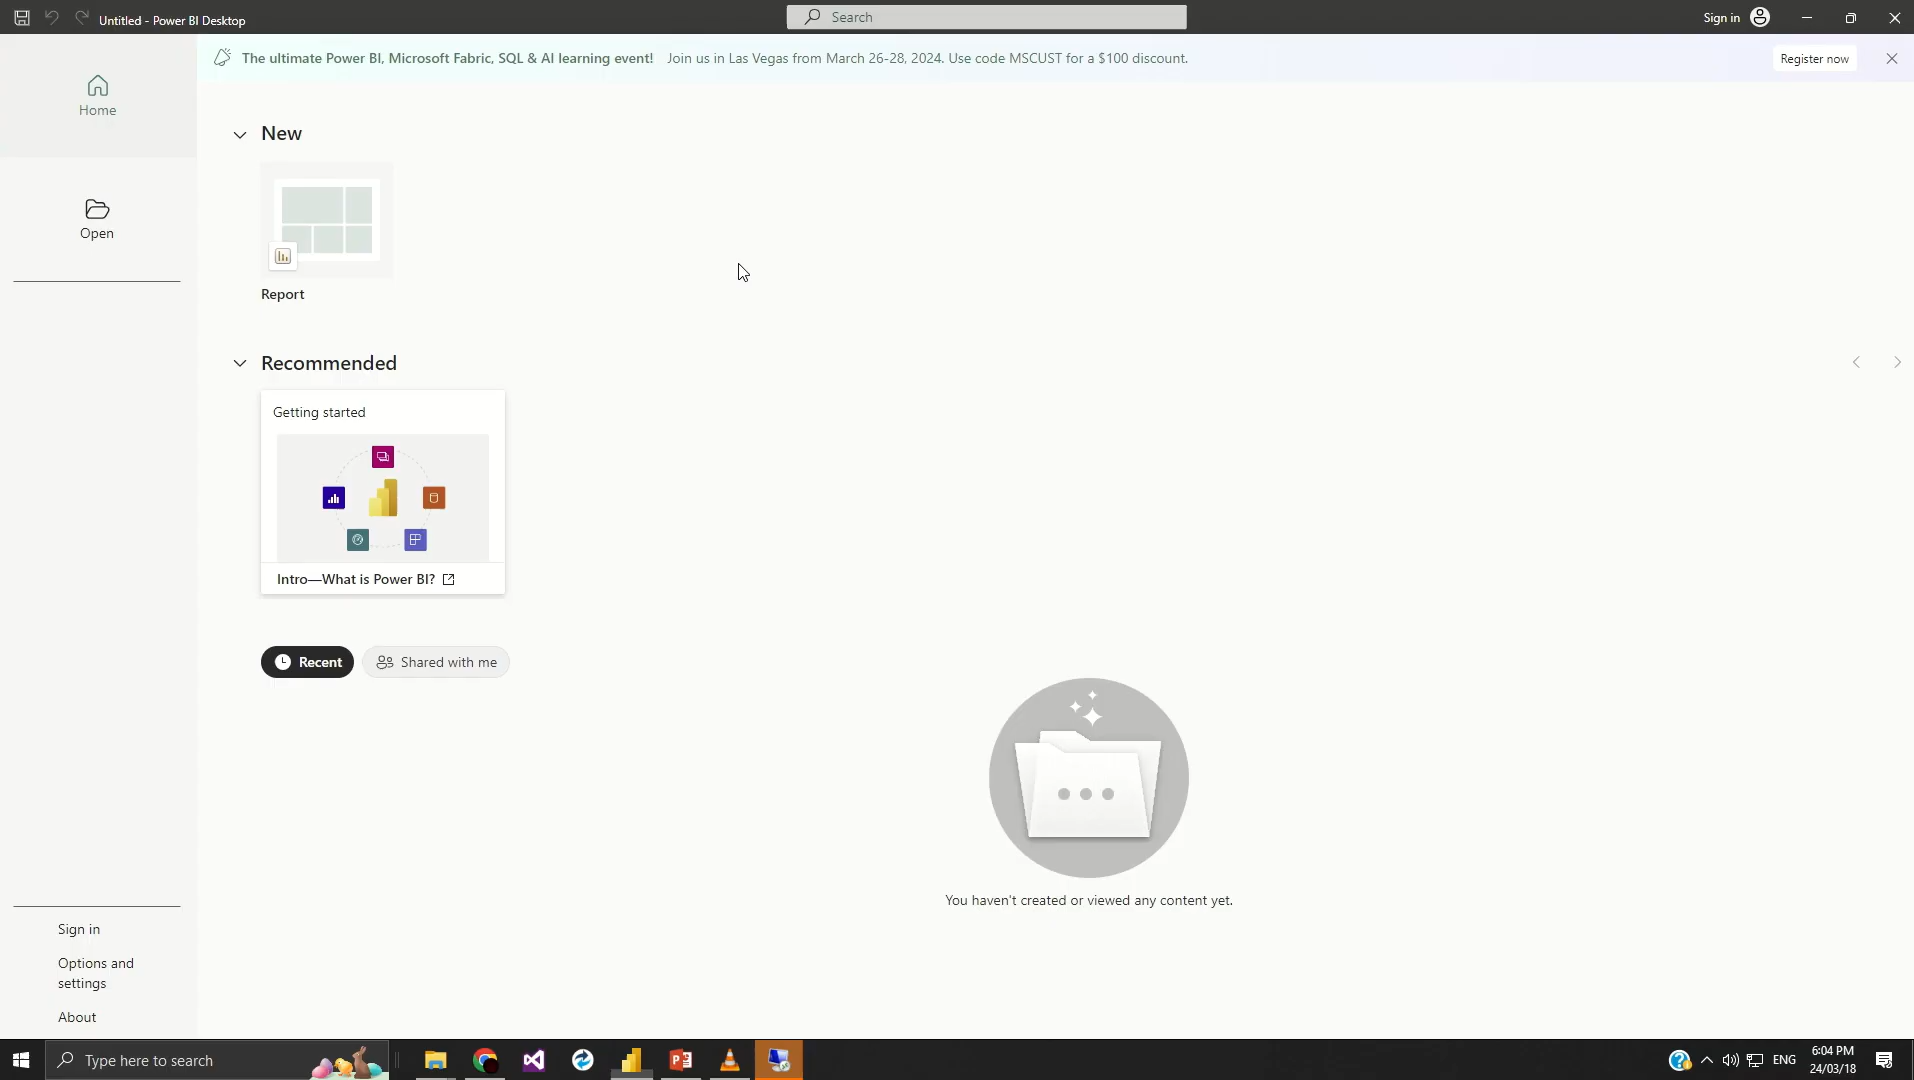 Untitled - Power BI Desktop
Search
Sign in
The ultimate Power BI, Microsoft Fabric, SQL & AI learning event! Join us in Las Vegas from March 26-28, 2024. Use code MSCUST for a $100 discount.
Register now
Home
Open
New
Report
Recommended
Getting started
Intro—What is Power BI?
Recent
Shared with me
You haven't created or viewed any content yet.
Sign in
Options and
settings
About
Type here to search
ENG
6:04 PM
24/03/18